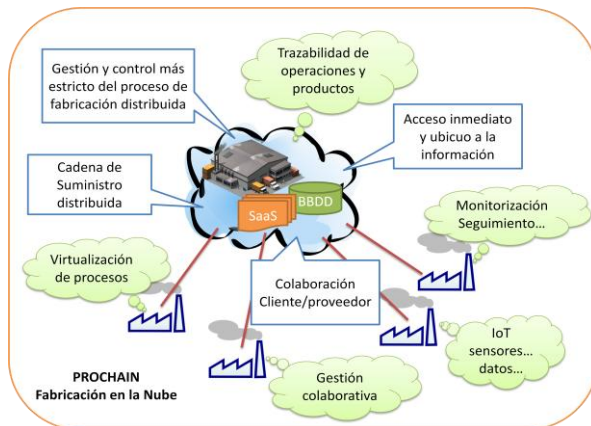 Trazabilidad de
operaciones y
productos
Gestión y control más
estricto del proceso de
fabricación distribuida
Acceso inmediato
y ubicuo a la
información
Cadena de
Suministro
distribuida
BBDD
SaaS
Monitorización
Seguimiento...
Virtualización
de procesos
Colaboración
Cliente/proveedor
IoT
sensores...
datos...
Gestión
colaborativa
PROCHAIN
Fabricación en la Nube